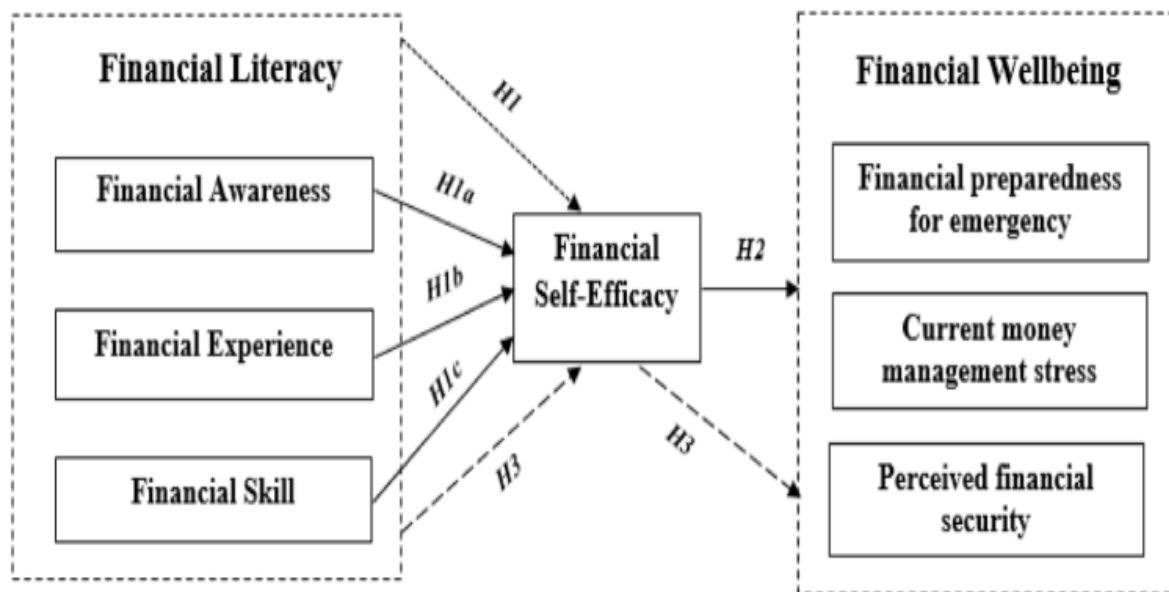 Financial Literacy
Financial Awareness
Financial Experience
Financial Skill
H1
H1a
H1b
H1c
H3
Financial
Self-Efficacy
H2
H3
Financial Wellbeing
Financial preparedness
for emergency
Current money
management stress
Perceived financial
security